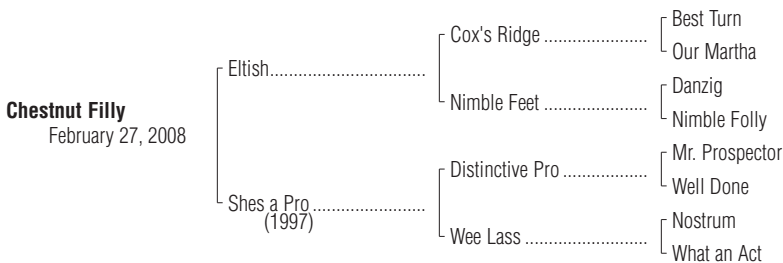 Best Turn
Cox's Ridge ......................
Our Martha
Eltish.................................
Danzig
Nimble Feet ......................
Nimble Folly
Chestnut Filly
February 27, 2008
Mr. Prospector
Distinctive Pro ..................
Well Done
Shes a Pro ........................
(1997)
Nostrum
Wee Lass ..........................
What an Act